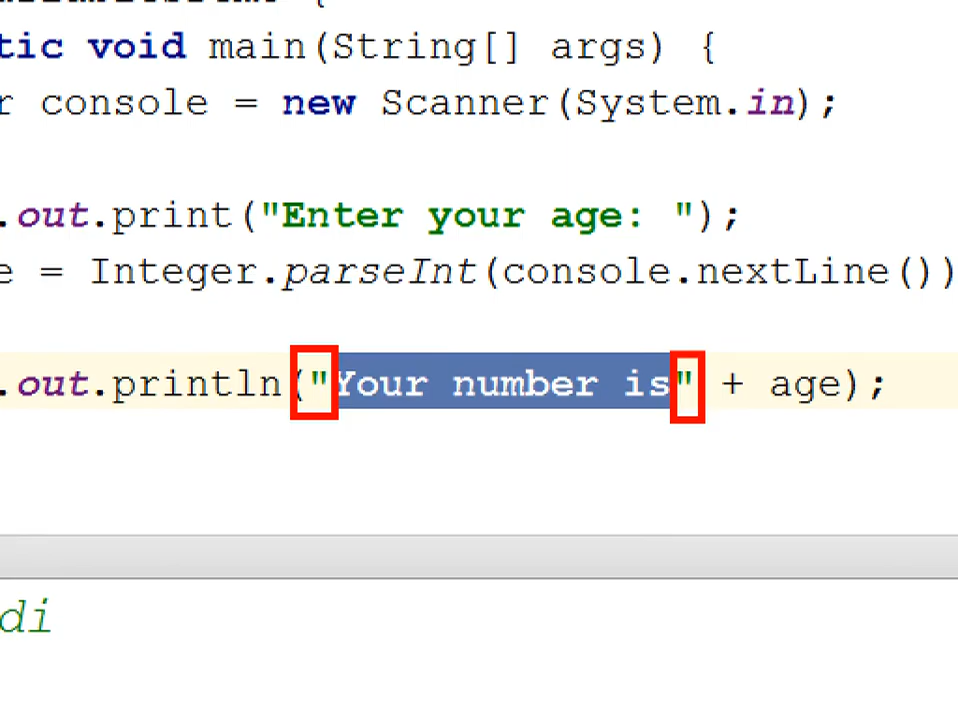 tic void main(String[] args) {
r console = new Scanner(System.in);
.out.print("Enter your age: ");
e = Integer.parseInt(console.nextLine())
.out.println("Your number is" + age);
di